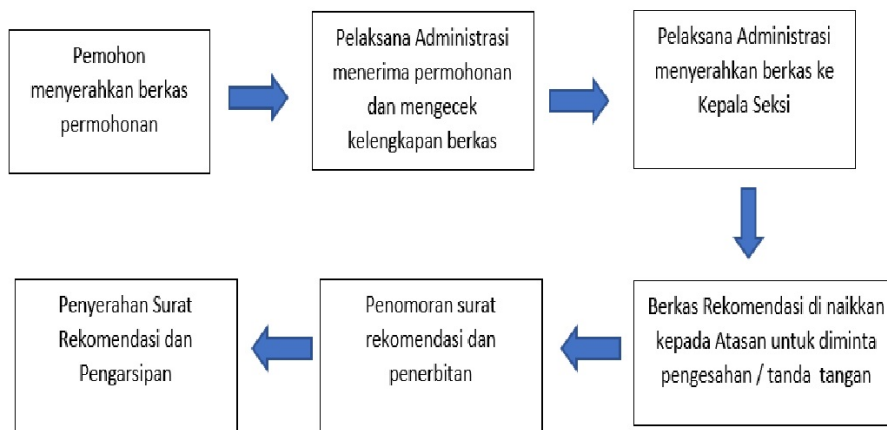 Pemohon
menyerahkan berkas
permohonan
Pelaksana Administrasi
menerima permohonan
dan mengecek
kelengkapan berkas
Pelaksana Administrasi
menyerahkan berkas ke
Kepala Seksi
Berkas Rekomendasi di naikkan
kepada Atasan untuk diminta
pengesahan / tanda tangan
Penomoran surat
rekomendasi dan
penerbitan
Penyerahan Surat
Rekomendasi dan
Pengarsipan